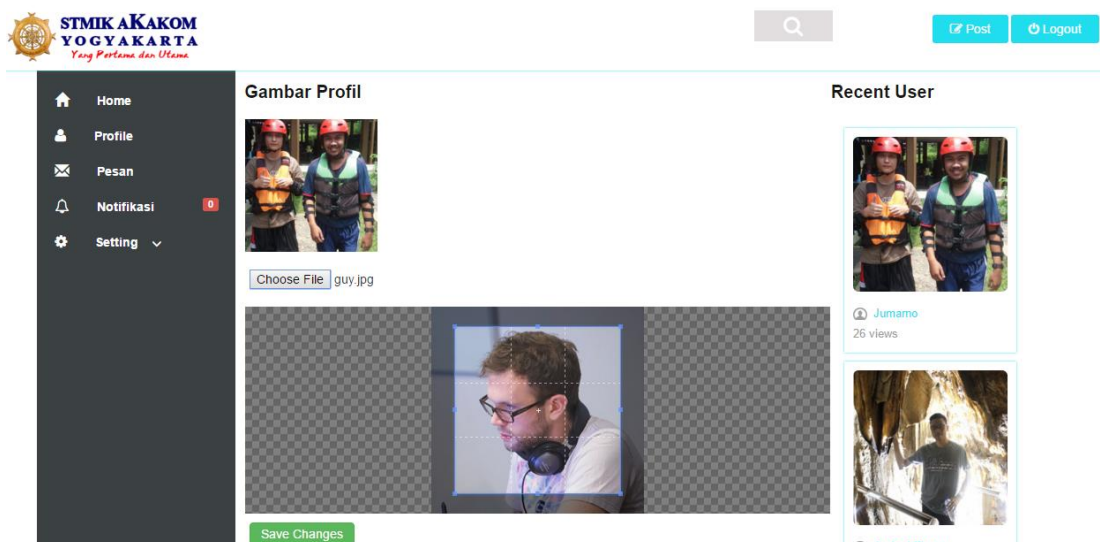 STMIK aKAKOM
YOGYAKARTA
Yang Pertama dan Utama
Post
Logout
Home
Profile
Pesan
Notifikasi 0
Setting
Gambar Profil
Choose File guy.jpg
Save Changes
Recent User
Jumarno
26 views